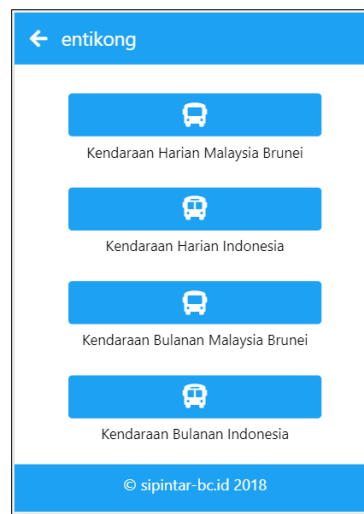 entikong
Kendaraan Harian Malaysia Brunei
Kendaraan Harian Indonesia
Kendaraan Bulanan Malaysia Brunei
Kendaraan Bulanan Indonesia
© sipintar-bc.id 2018